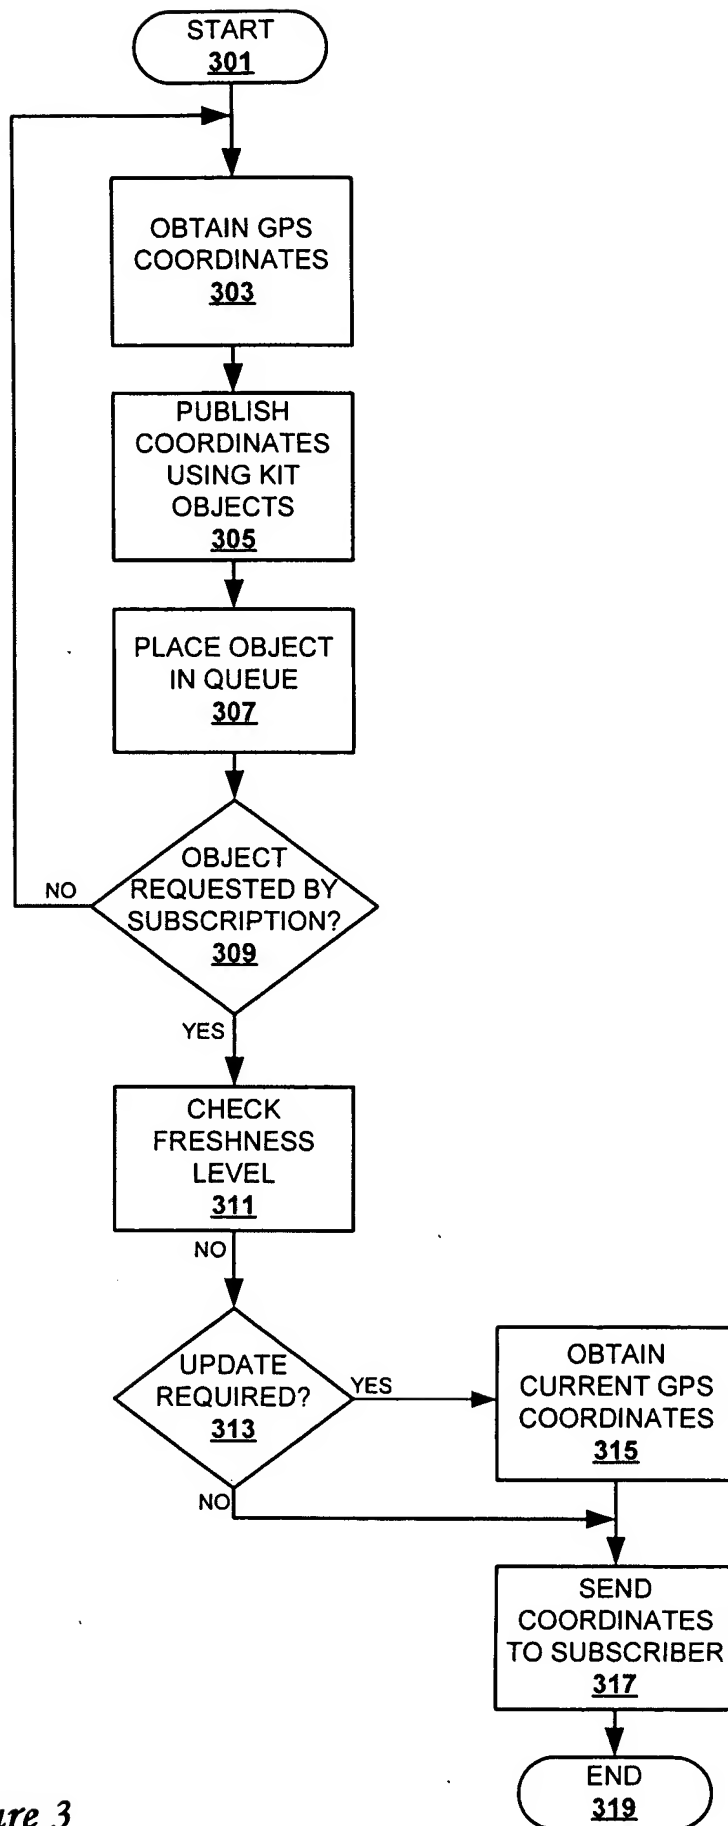 START
301
OBTAIN GPS
COORDINATES
303
PUBLISH
COORDINATES
USING KIT
OBJECTS
305
PLACE OBJECT
IN QUEUE
307
OBJECT
REQUESTED BY
SUBSCRIPTION?
309
NO
YES
CHECK
FRESHNESS
LEVEL
311
NO
UPDATE
REQUIRED?
313
YES
NO
OBTAIN
CURRENT GPS
COORDINATES
315
SEND
COORDINATES
TO SUBSCRIBER
317
END
319
ure 3